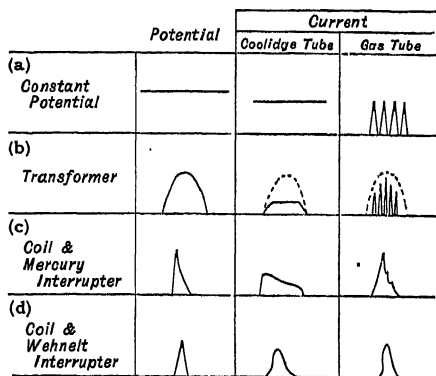 Current
Potential
Coolidge Tube
Gas Tube
(a)
Constant
Potential
(b)
Transformer
(c)
Coil &
Mercury
Interrupter
(d)
Coil &
Wehnelt
Interrupter